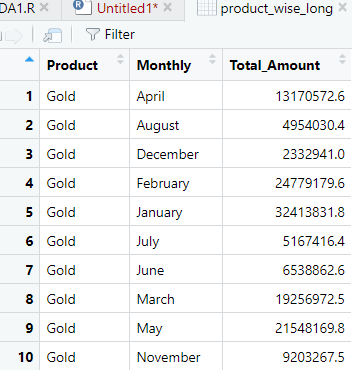 DA1.R Untitled1* product_wise_long
Filter
Product Monthly Total_Amount
1 Gold April 13170572.6
2 Gold August 4954030.4
3 Gold December 2332941.0
4 Gold February 24779179.6
5 Gold January 32413831.8
6 Gold July 5167416.4
7 Gold June 6538862.6
8 Gold March 19256972.5
9 Gold May 21548169.8
10 Gold November 9203267.5